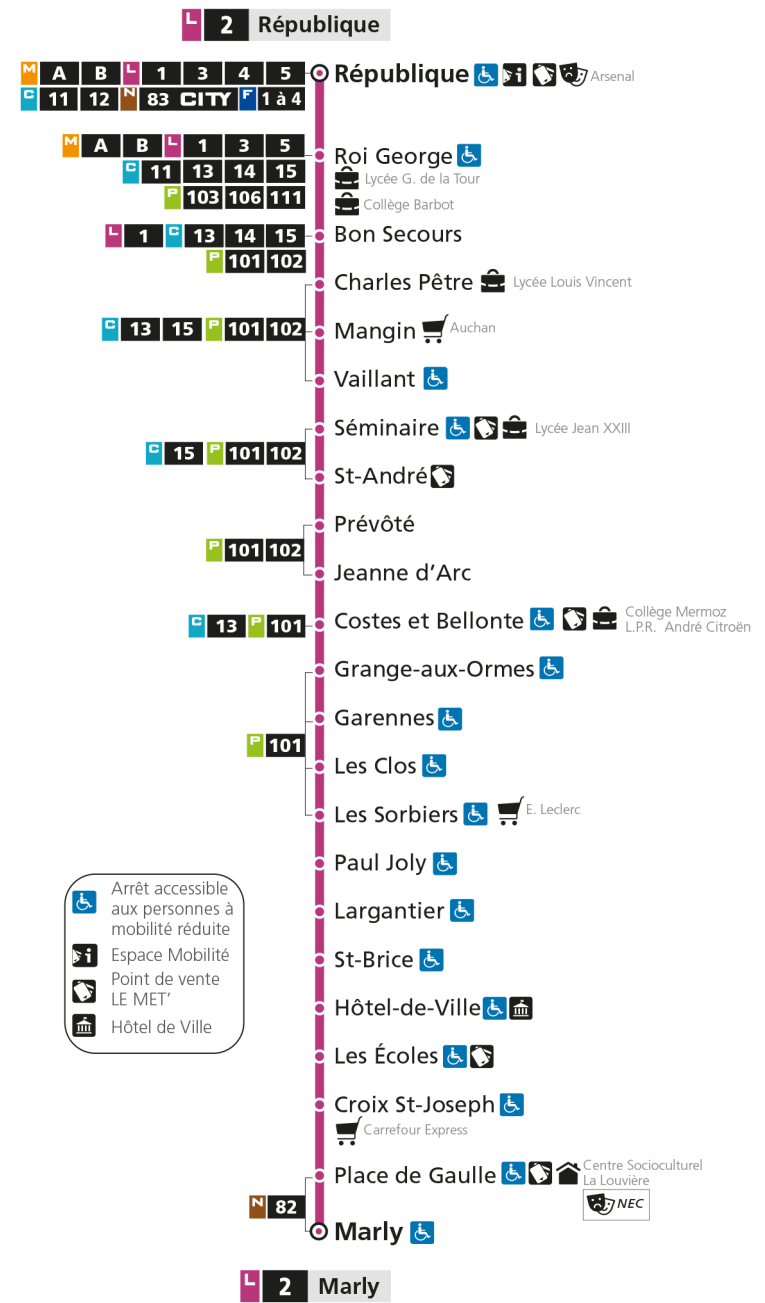 L 2 République
M A B L 1 3 4 5
République
Arsenal
C 11 12 N 83 CITY F 1 à 4
M A B L 1 3 5
Roi George
C 11 13 14 15
Lycée G. de la Tour
P 103 106 111
Collège Barbot
L 1 C 13 14 15
Bon Secours
P 101 102
Charles Pêtre
Lycée Louis Vincent
C 13 15 P 101 102
Mangin
Auchan
Vaillant
Séminaire
Lycée Jean XXIII
C 15 P 101 102
St-André
Prévôté
P 101 102
Jeanne d’Arc
C 13 P 101
Costes et Bellonte
Collège Mermoz
L.P.R. André Citroën
Grange-aux-Ormes
Garennes
P 101
Les Clos
Les Sorbiers
E. Leclerc
Paul Joly
Largantier
St-Brice
Hôtel-de-Ville
Les Écoles
Croix St-Joseph
Carrefour Express
Place de Gaulle
Centre Socioculturel
La Louvière
NEC
N 82
Marly
Arrêt accessible
aux personnes à
mobilité réduite
i Espace Mobilité
Point de vente
LE MET’
Hôtel de Ville
L 2 Marly